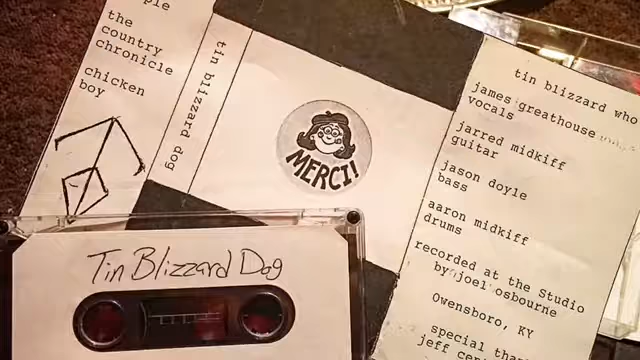 the
country
chronicle
chicken
boy
tin blizzard dog
MERCI!
tin blizzard who
james greathouse
vocals
jarred midkiff
guitar
jason doyle
bass
aaron midkiff
drums
recorded at the Studio
by joel osbourne
Owensboro, KY
special
jeff
Tin Blizzard Dog